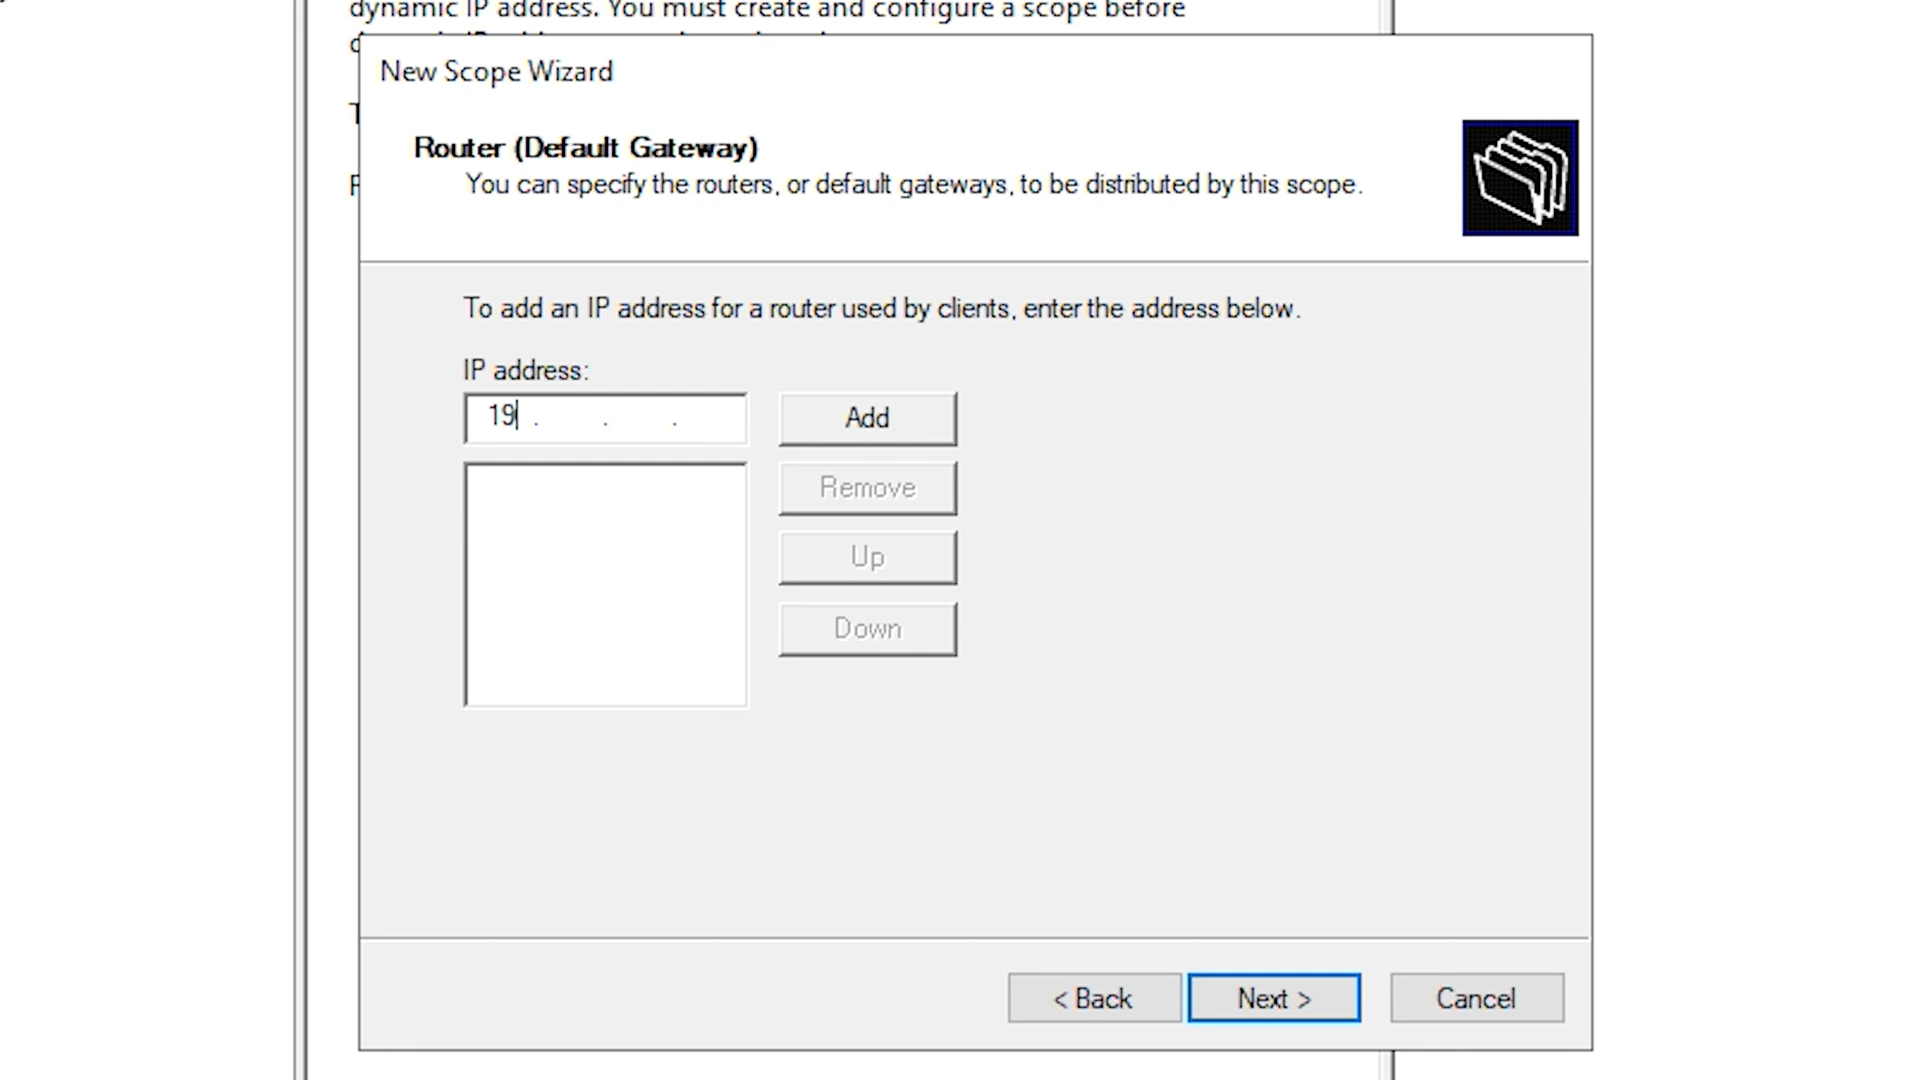 dynamic IP address. You must create and configure a scope before
New Scope Wizard
Router (Default Gateway)
You can specify the routers, or default gateways, to be distributed by this scope.
To add an IP address for a router used by clients, enter the address below.
IP address:
19 . . .
Add
Remove
Up
Down
< Back
Next >
Cancel